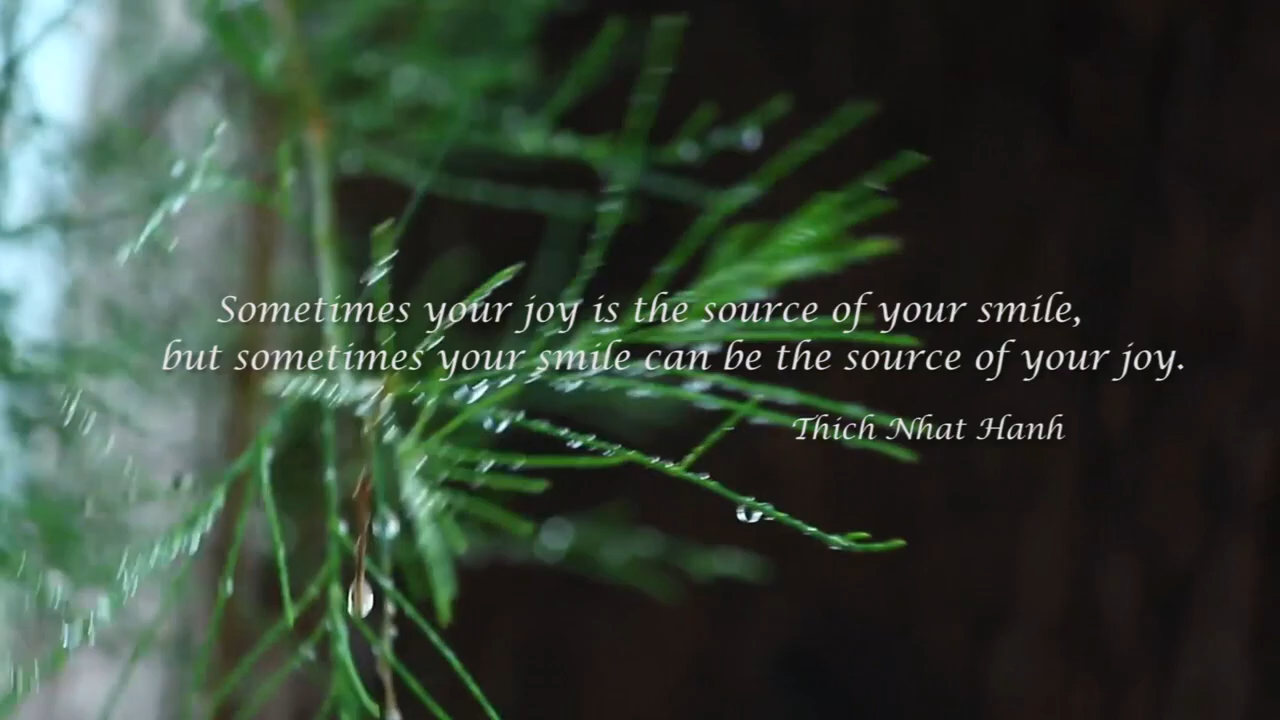 Sometimes your joy is the source of your smile,
but sometimes your smile can be the source of your joy.
Thich Nhat Hanh